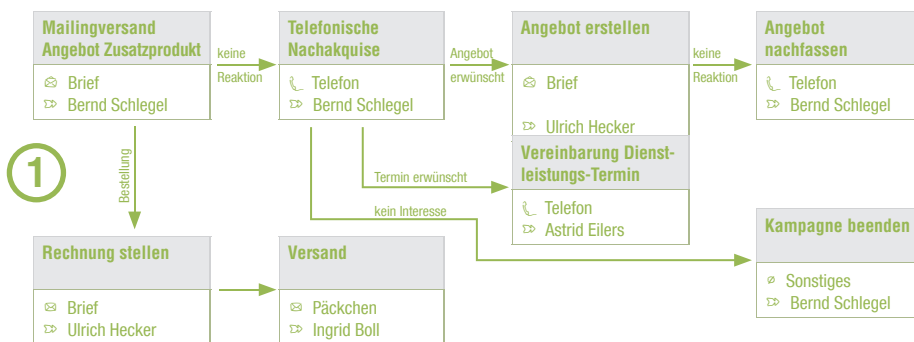 Mailingversand
Angebot Zusatzprodukt
Brief
Bernd Schlegel
keine
Reaktion
Telefonische
Nachakquise
Telefon
Bernd Schlegel
Angebot
erwünscht
Angebot erstellen
Brief
Ulrich Hecker
keine
Reaktion
Angebot
nachfassen
Telefon
Bernd Schlegel
1
Bestellung
Termin erwünscht
Vereinbarung Dienst-
leistungs-Termin
Telefon
Astrid Eilers
kein Interesse
Kampagne beenden
Sonstiges
Bernd Schlegel
Rechnung stellen
Brief
Ulrich Hecker
Versand
Päckchen
Ingrid Boll